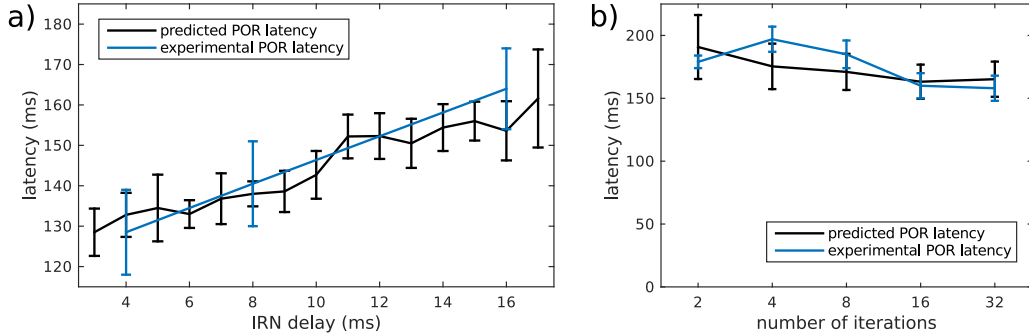 a)
predicted POR latency
experimental POR latency
180
170
160
150
140
130
120
latency (ms)
4 6 8 10 12 14 16
IRN delay (ms)
b)
200
150
100
50
0
latency (ms)
predicted POR latency
experimental POR latency
2 4 8 16 32
number of iterations